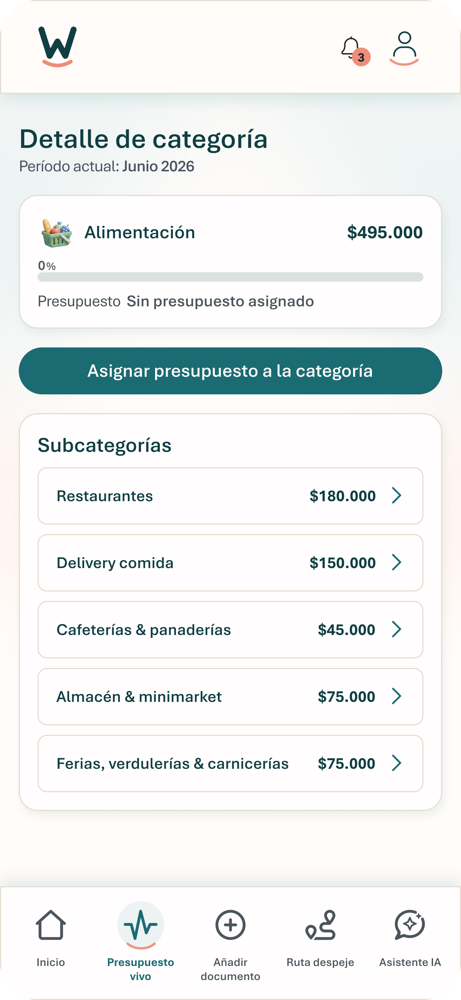 W
3
Detalle de categoría
Período actual: Junio 2026
Alimentación $495.000
0%
Presupuesto Sin presupuesto asignado
Asignar presupuesto a la categoría
Subcategorías
Restaurantes $180.000
Delivery comida $150.000
Cafeterías & panaderías $45.000
Almacén & minimarket $75.000
Ferias, verdulerías & carnicerías $75.000
Inicio
Presupuesto
vivo
Añadir
documento
Ruta despeje
Asistente IA